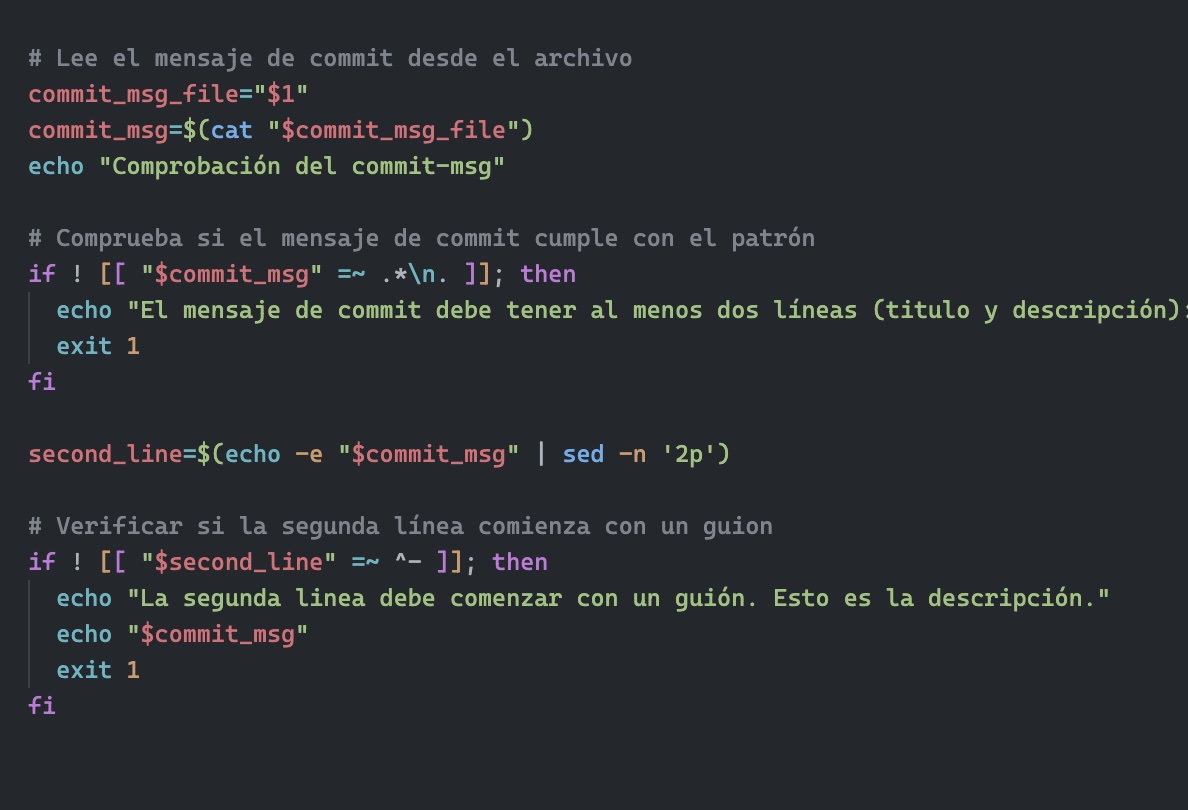 # Lee el mensaje de commit desde el archivo
commit_msg_file="$1"
commit_msg=$(cat "$commit_msg_file")
echo "Comprobación del commit-msg"
# Comprueba si el mensaje de commit cumple con el patrón
if ! [[ "$commit_msg" =~ .*\n. ]]; then
echo "El mensaje de commit debe tener al menos dos líneas (titulo y descripción):
exit 1
fi
second_line=$(echo -e "$commit_msg" | sed -n '2p')
# Verificar si la segunda línea comienza con un guion
if ! [[ "$second_line" =~ ^- ]]; then
echo "La segunda linea debe comenzar con un guión. Esto es la descripción."
echo "$commit_msg"
exit 1
fi